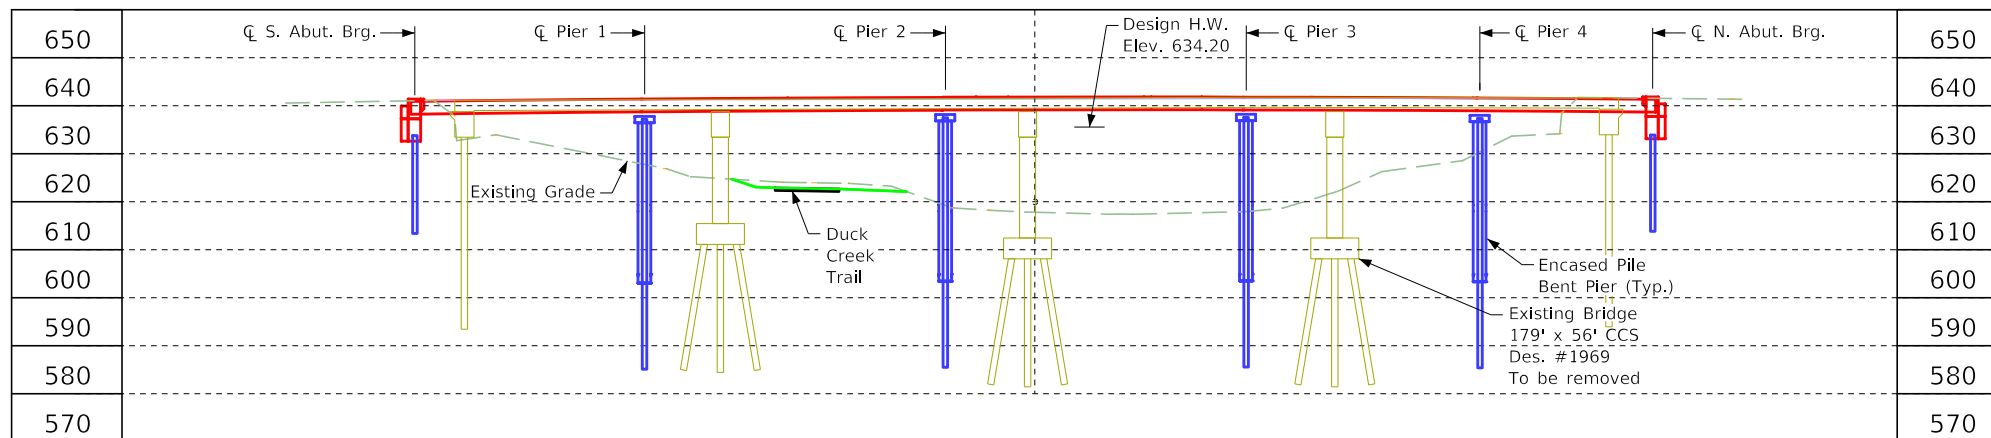 650
640
630
620
610
600
590
580
570
℄ S. Abut. Brg.
℄ Pier 1
℄ Pier 2
Design H.W.
Elev. 634.20
℄ Pier 3
℄ Pier 4
℄ N. Abut. Brg.
Existing Grade
Duck
Creek
Trail
Encased Pile
Bent Pier (Typ.)
Existing Bridge
179' x 56' CCS
Des. #1969
To be removed
650
640
630
620
610
600
590
580
570